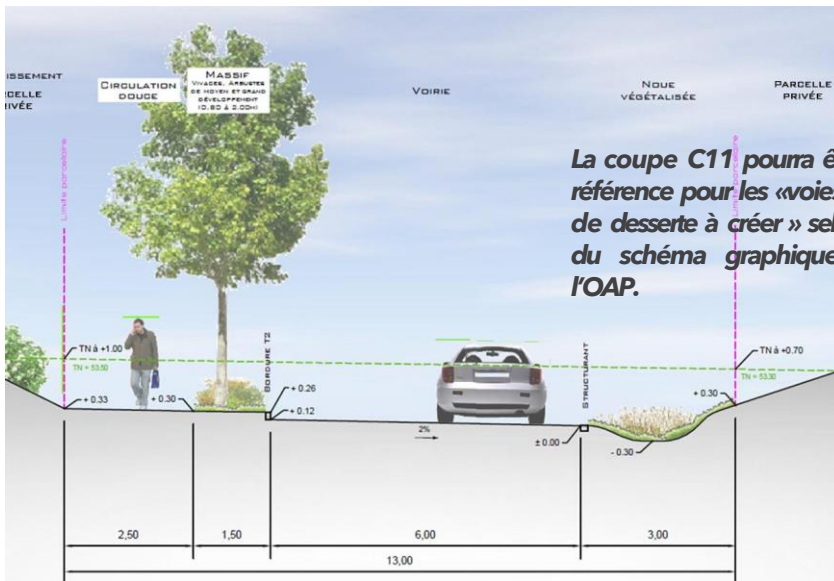 ISSEMENT
RCELLE
IVÉE
CIRCULATION
DOUCE
MASSIF
VIVACES, ARBUSTES
DE MOYEN ET GRAND
DÉVELOPPEMENT
(0.80 À 2.00M)
VOIRIE
NOUE
VÉGÉTALISÉE
PARCELLE
PRIVÉE
La coupe C11 pourra ê
référence pour les «voies
de desserte à créer » sel
du schéma graphique
l'OAP.
Limite parcellaire
Limite parcellaire
TN à +1.00
TN = 53.50
BORDURE T2
STRUCTURANT
TN à +0.70
TN = 53.30
+ 0.33
+ 0.30
+ 0.26
+ 0.12
2%
± 0.00
- 0.30
+ 0.30
2,50
1,50
6,00
3,00
13,00